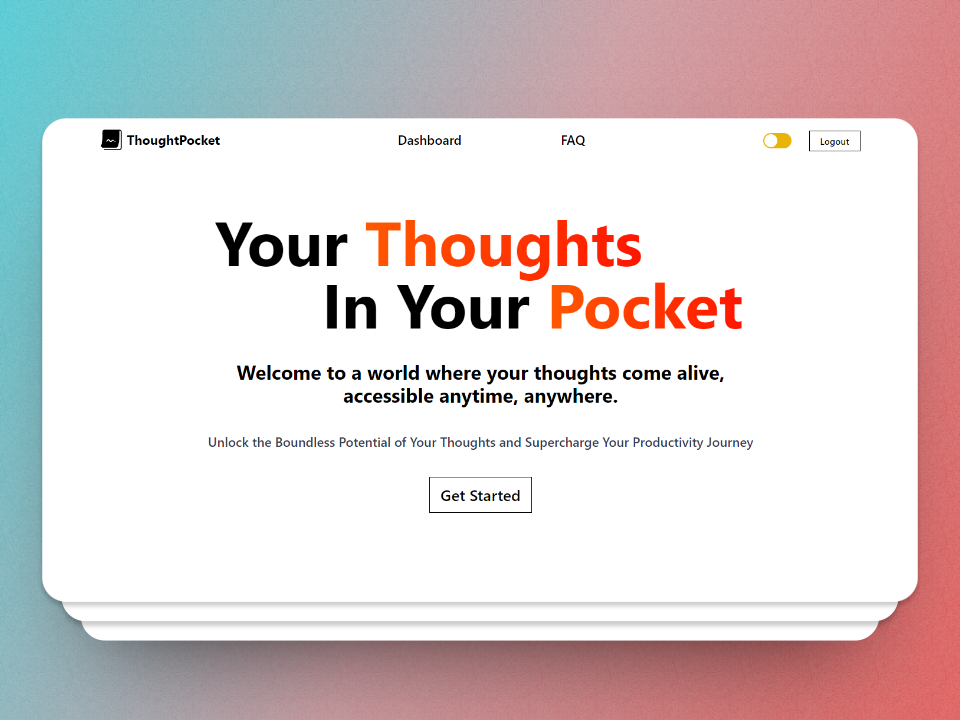 ThoughtPocket
Dashboard
FAQ
Logout
Your Thoughts
In Your Pocket
Welcome to a world where your thoughts come alive,
accessible anytime, anywhere.
Unlock the Boundless Potential of Your Thoughts and Supercharge Your Productivity Journey
Get Started